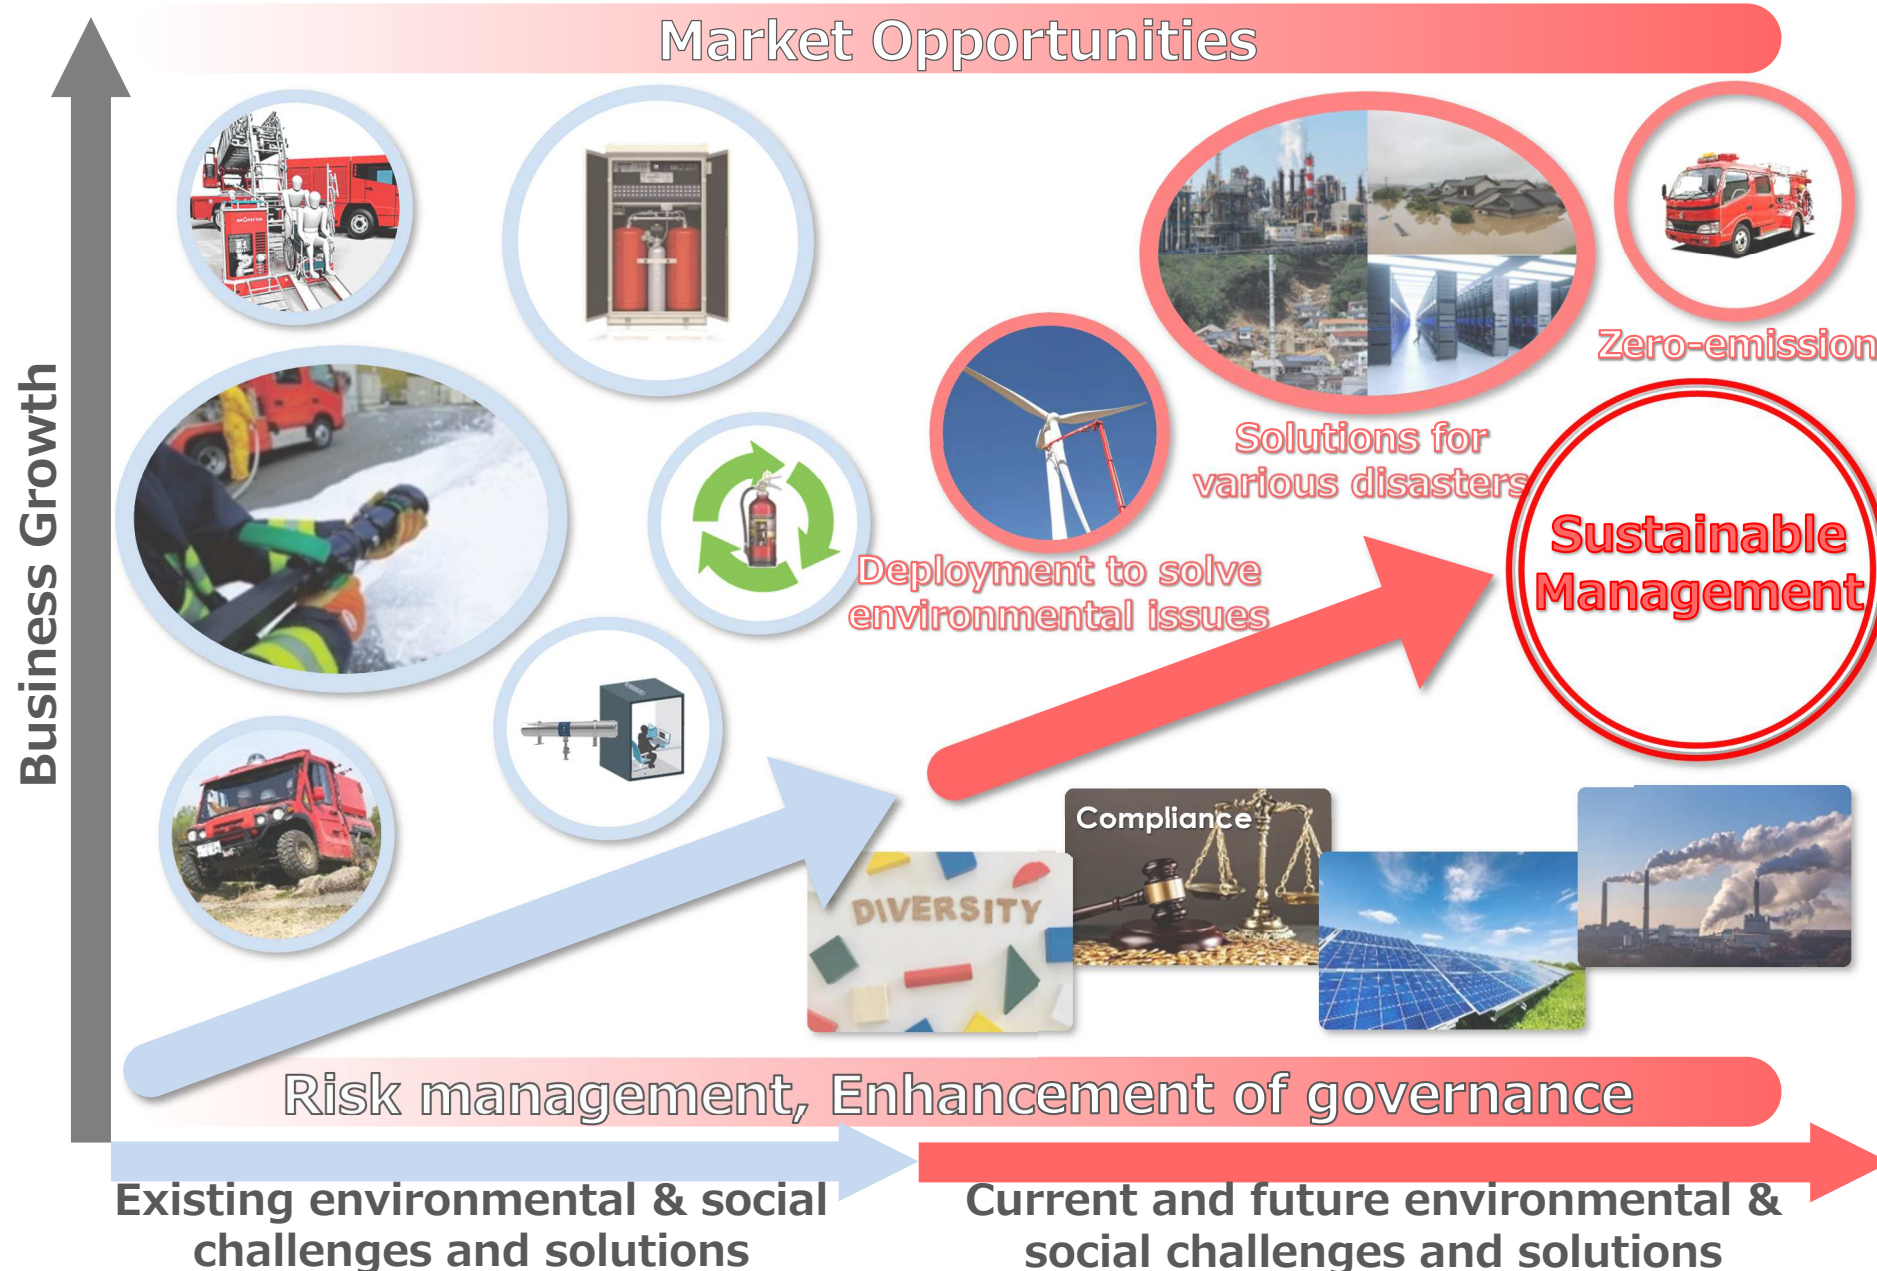 Market Opportunities
Business Growth
Zero-emission
Solutions for
various disasters
Deployment to solve
environmental issues
Sustainable
Management
Compliance
DIVERSITY
Risk management, Enhancement of governance
Existing environmental & social
challenges and solutions
Current and future environmental &
social challenges and solutions